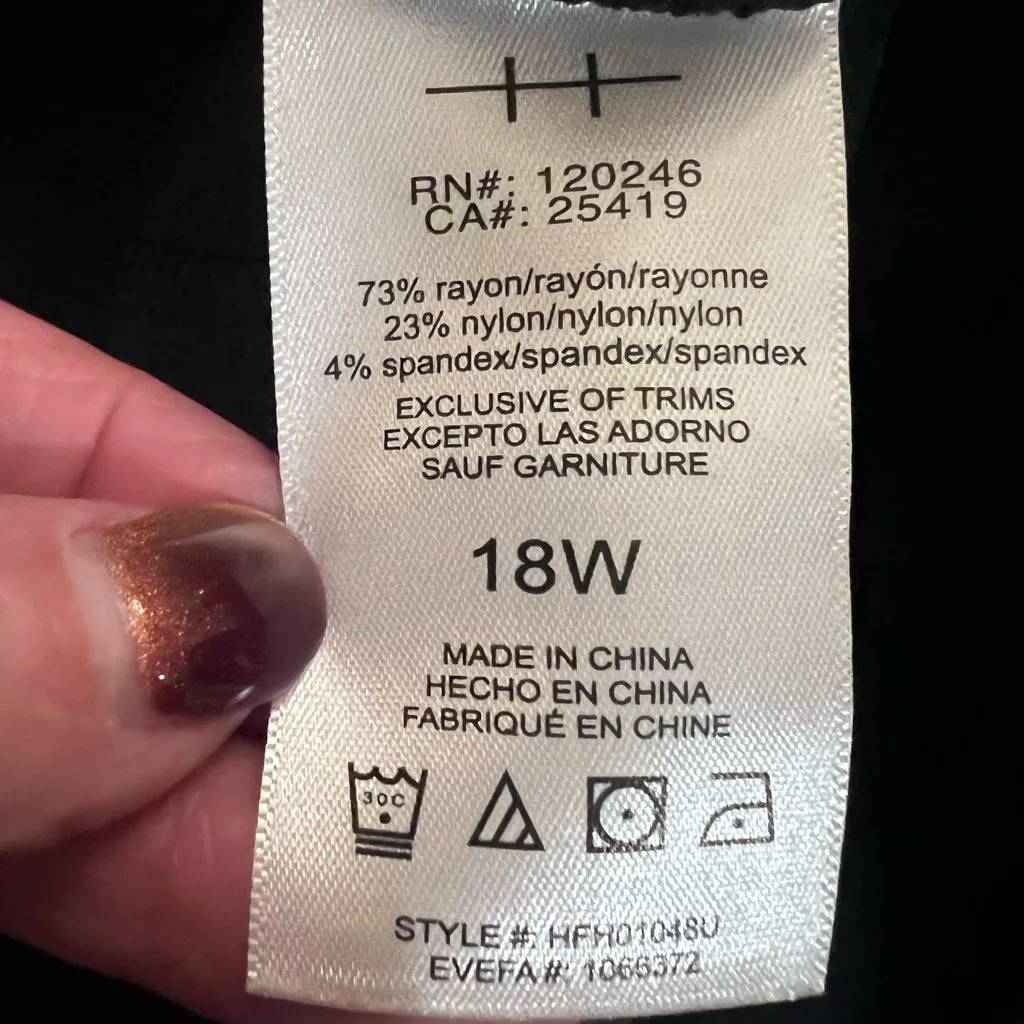 RN#: 120246
CA#: 25419
73% rayon/rayón/rayonne
23% nylon/nylon/nylon
4% spandex/spandex/spandex
EXCLUSIVE OF TRIMS
EXCEPTO LAS ADORNO
SAUF GARNITURE
18W
MADE IN CHINA
HECHO EN CHINA
FABRIQUÉ EN CHINE
30C
STYLE #: HFH01048U
EVEFA#: 1066372